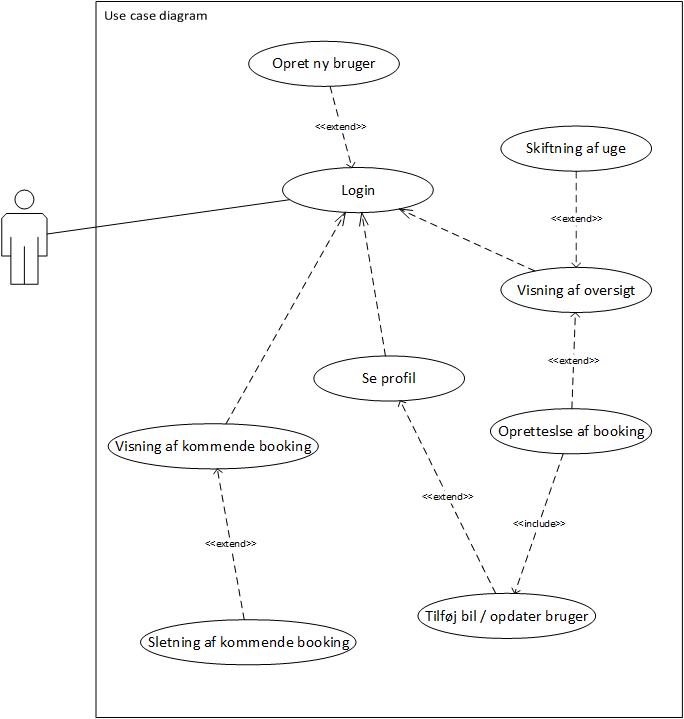 Use case diagram
Opret ny bruger
<<extend>>
Skiftning af uge
Login
<<extend>>
Visning af oversigt
<<extend>>
Se profil
Opretteslse af booking
Visning af kommende booking
<<extend>>
<<include>>
<<extend>>
Tilføj bil / opdater bruger
Sletning af kommende booking